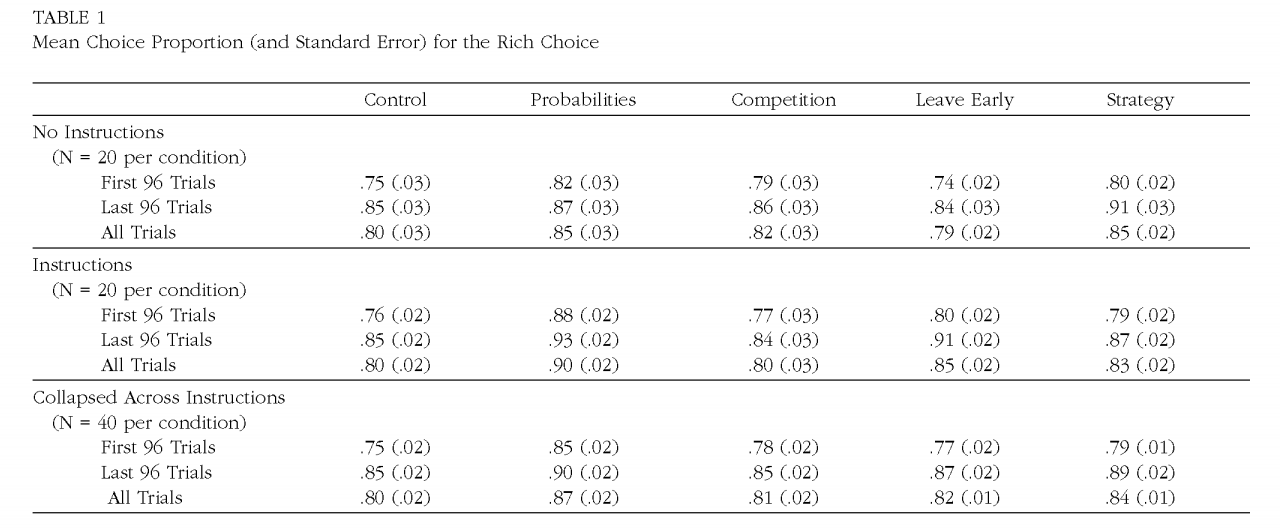 TABLE 1
Mean Choice Proportion (and Standard Error) for the Rich Choice
Control Probabilities Competition Leave Early Strategy
No Instructions
(N = 20 per condition)
First 96 Trials .75 (.03) .82 (.03) .79 (.03) .74 (.02) .80 (.02)
Last 96 Trials .85 (.03) .87 (.03) .86 (.03) .84 (.03) .91 (.03)
All Trials .80 (.03) .85 (.03) .82 (.03) .79 (.02) .85 (.02)
Instructions
(N = 20 per condition)
First 96 Trials .76 (.02) .88 (.02) .77 (.03) .80 (.02) .79 (.02)
Last 96 Trials .85 (.02) .93 (.02) .84 (.03) .91 (.02) .87 (.02)
All Trials .80 (.02) .90 (.02) .80 (.03) .85 (.02) .83 (.02)
Collapsed Across Instructions
(N = 40 per condition)
First 96 Trials .75 (.02) .85 (.02) .78 (.02) .77 (.02) .79 (.01)
Last 96 Trials .85 (.02) .90 (.02) .85 (.02) .87 (.02) .89 (.02)
All Trials .80 (.02) .87 (.02) .81 (.02) .82 (.01) .84 (.01)